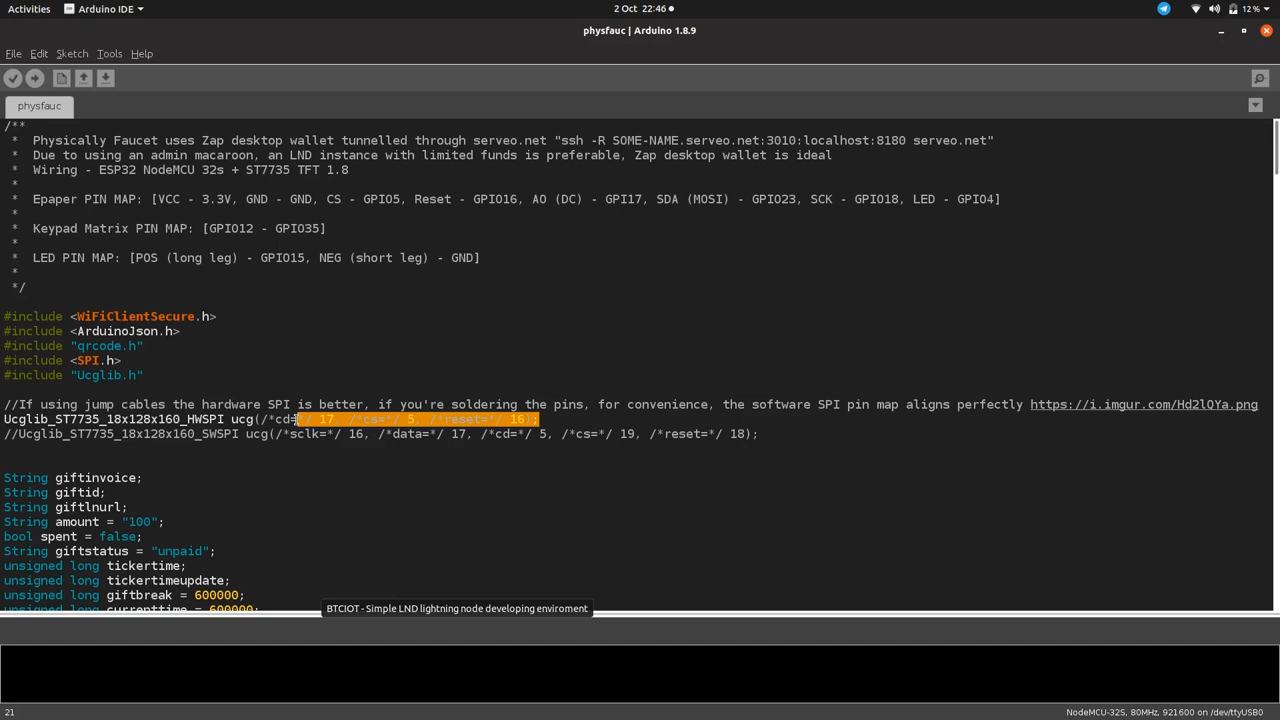 Activities Arduino IDE 2 Oct 22:46 12 %
physfauc | Arduino 1.8.9
File Edit Sketch Tools Help
physfauc
/**
* Physically Faucet uses Zap desktop wallet tunnelled through serveo.net "ssh -R SOME-NAME.serveo.net:3010:localhost:8180 serveo.net"
* Due to using an admin macaroon, an LND instance with limited funds is preferable, Zap desktop wallet is ideal
* Wiring - ESP32 NodeMCU 32s + ST7735 TFT 1.8
*
* Epaper PIN MAP: [VCC - 3.3V, GND - GND, CS - GPIO5, Reset - GPIO16, AO (DC) - GPI17, SDA (MOSI) - GPIO23, SCK - GPIO18, LED - GPIO4]
*
* Keypad Matrix PIN MAP: [GPIO12 - GPIO35]
*
* LED PIN MAP: [POS (long leg) - GPIO15, NEG (short leg) - GND]
*
*/
#include <WiFiClientSecure.h>
#include <ArduinoJson.h>
#include "qrcode.h"
#include <SPI.h>
#include "Ucglib.h"
//If using jump cables the hardware SPI is better, if you're soldering the pins, for convenience, the software SPI pin map aligns perfectly https://i.imgur.com/Hd2lQYa.png
Ucglib_ST7735_18x128x160_HWSPI ucg(/*cd=*/ 17, /*cs=*/ 5, /*reset=*/ 16);
//Ucglib_ST7735_18x128x160_SWSPI ucg(/*sclk=*/ 16, /*data=*/ 17, /*cd=*/ 5, /*cs=*/ 19, /*reset=*/ 18);
String giftinvoice;
String giftid;
String giftlnurl;
String amount = "100";
bool spent = false;
String giftstatus = "unpaid";
unsigned long tickertime;
unsigned long tickertimeupdate;
unsigned long giftbreak = 600000;
unsigned long currenttime = 600000;
BTCIOT - Simple LND lightning node developing enviroment
21 NodeMCU-32S, 80MHz, 921600 on /dev/ttyUSB0